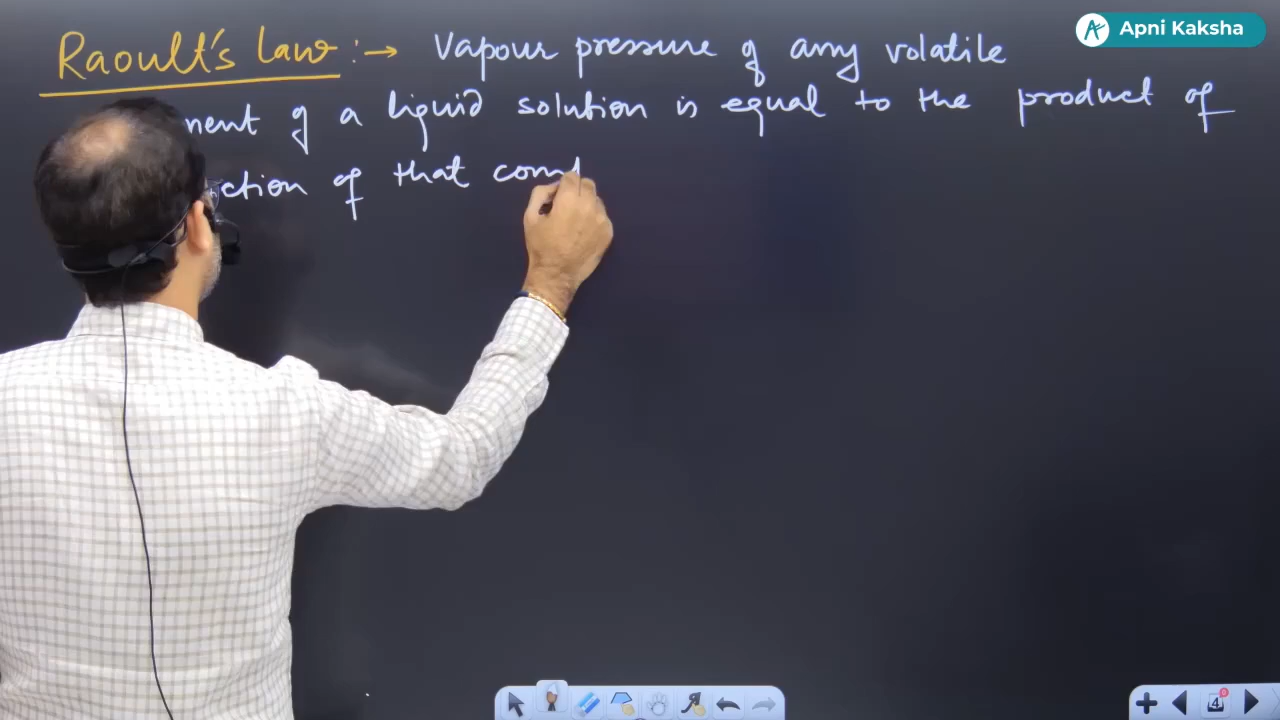 Apni Kaksha
Raoult's law :→ Vapour pressure of any volatile
nent of a liquid solution is equal to the product of
ction of that com
4